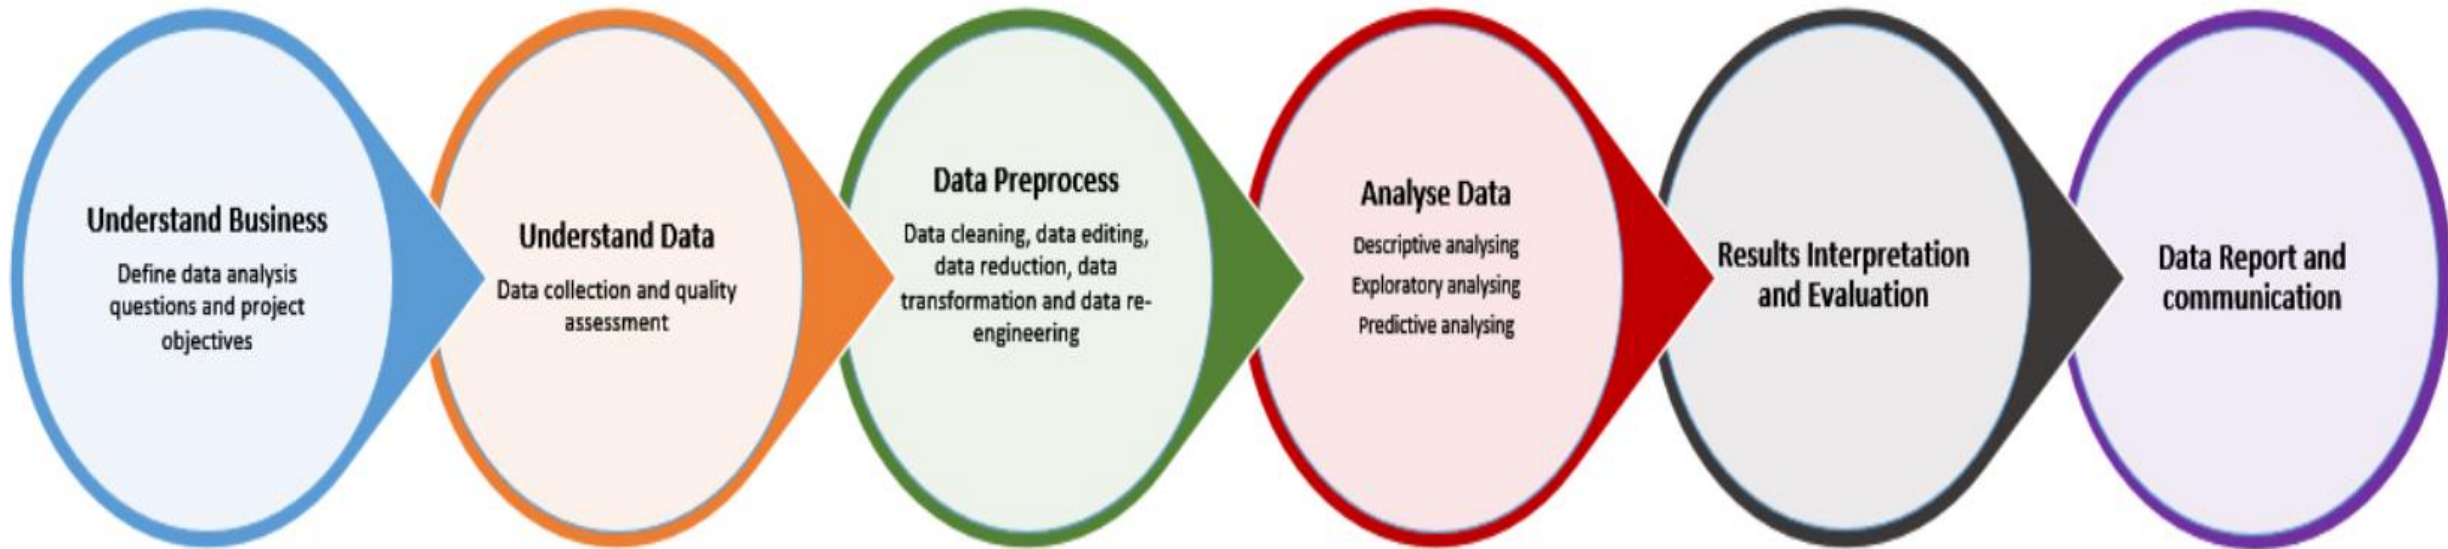 Understand Business
Define data analysis
questions and project
objectives
Understand Data
Data collection and quality
assessment
Data Preprocess
Data cleaning, data editing,
data reduction, data
transformation and data re-
engineering
Analyse Data
Descriptive analysing
Exploratory analysing
Predictive analysing
Results Interpretation
and Evaluation
Data Report and
communication